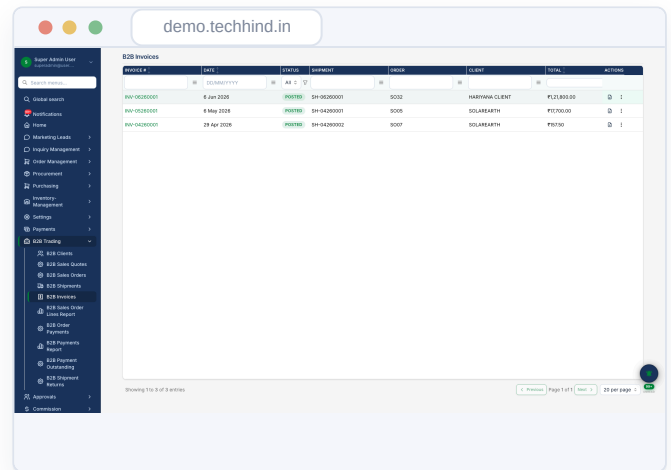 demo.techhind.in
S
Super Admin User
superadmin@user....
Search menus...
Global search
Notifications
Home
Marketing Leads
Inquiry Management
Order Management
Procurement
Purchasing
Inventory-
Management
Settings
Payments
B2B Trading
B2B Clients
B2B Sales Quotes
B2B Sales Orders
B2B Shipments
B2B Invoices
B2B Sales Order
Lines Report
B2B Order
Payments
B2B Payments
Report
B2B Payment
Outstanding
B2B Shipment
Returns
Approvals
Commission
B2B Invoices
INVOICE # DATE STATUS SHIPMENT ORDER CLIENT TOTAL ACTIONS
DD/MM/YYYY All
INV-06260001 6 Jun 2026 POSTED SH-06260001 SO32 HARIYANA CLIENT ₹1,21,800.00
INV-05260001 6 May 2026 POSTED SH-04260001 SO05 SOLAREARTH ₹17,700.00
INV-04260001 29 Apr 2026 POSTED SH-04260002 SO07 SOLAREARTH ₹157.50
Showing 1 to 3 of 3 entries
Previous Page 1 of 1 Next 20 per page
99+